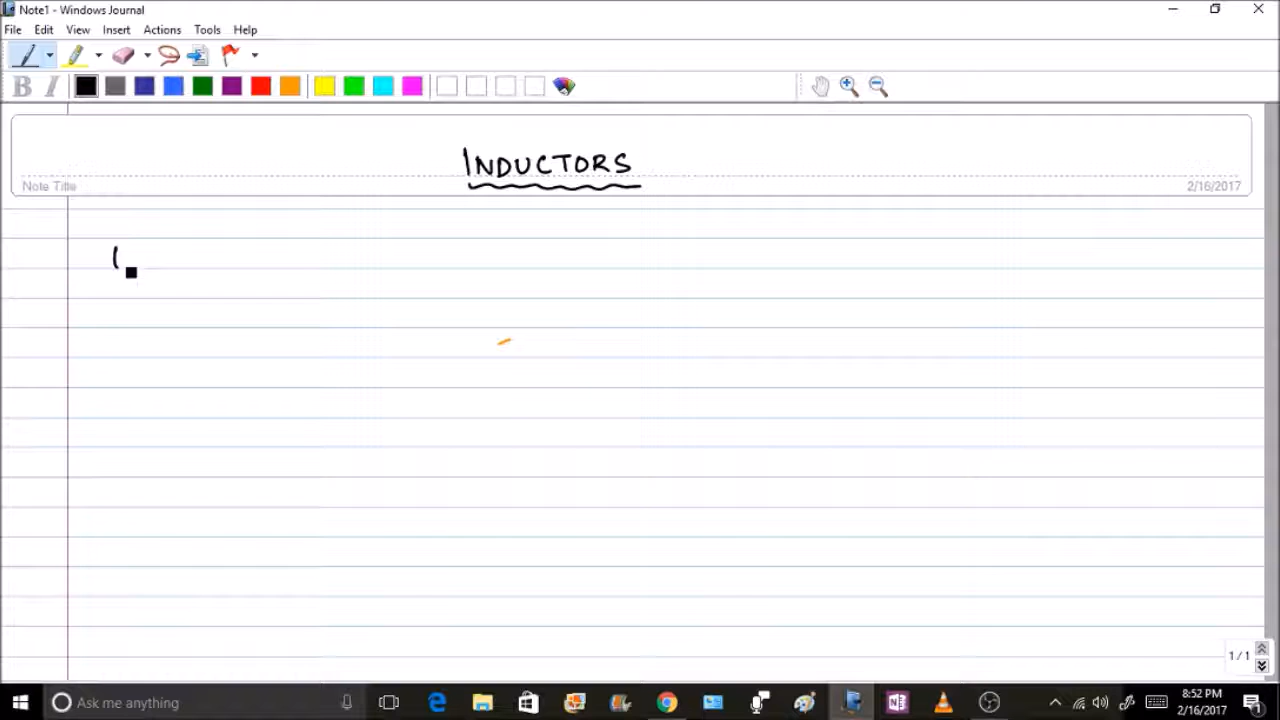 Note1 - Windows Journal
File Edit View Insert Actions Tools Help
B I
INDUCTORS
Note Title
2/16/2017
1 / 1
Ask me anything
8:52 PM
2/16/2017
1